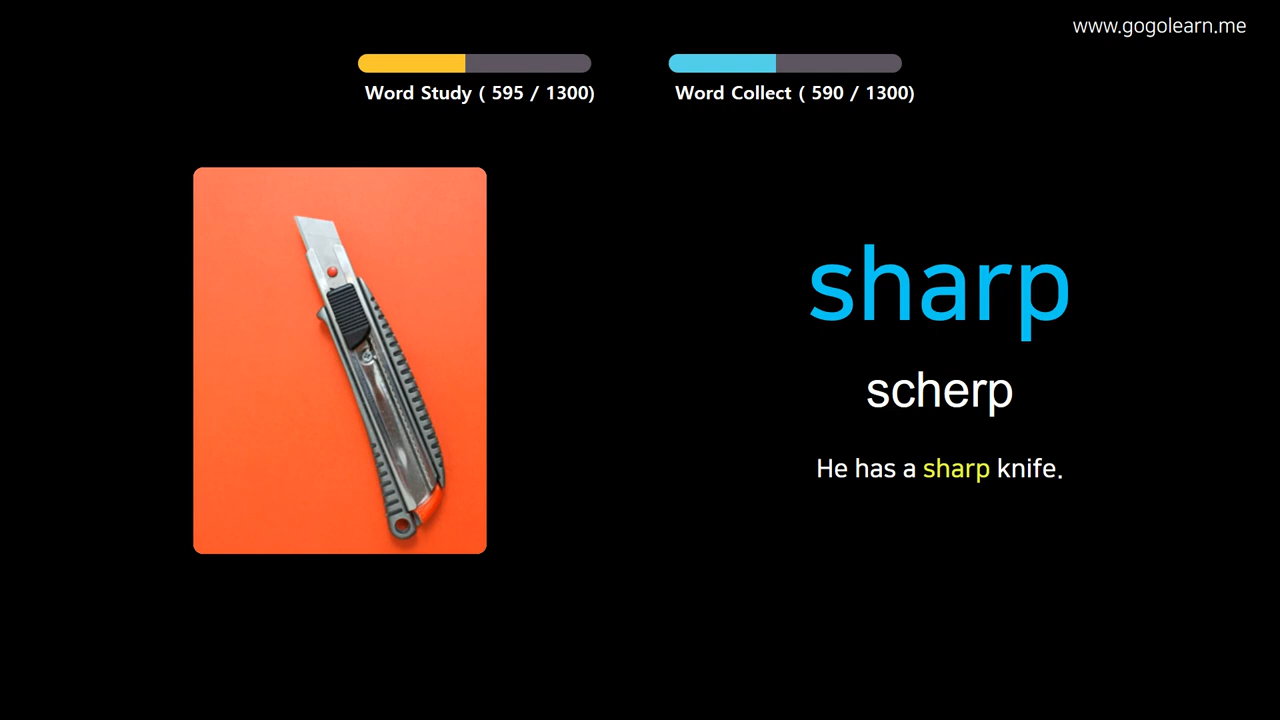 www.gogolearn.me
Word Study ( 595 / 1300)
Word Collect ( 590 / 1300)
sharp
scherp
He has a sharp knife.